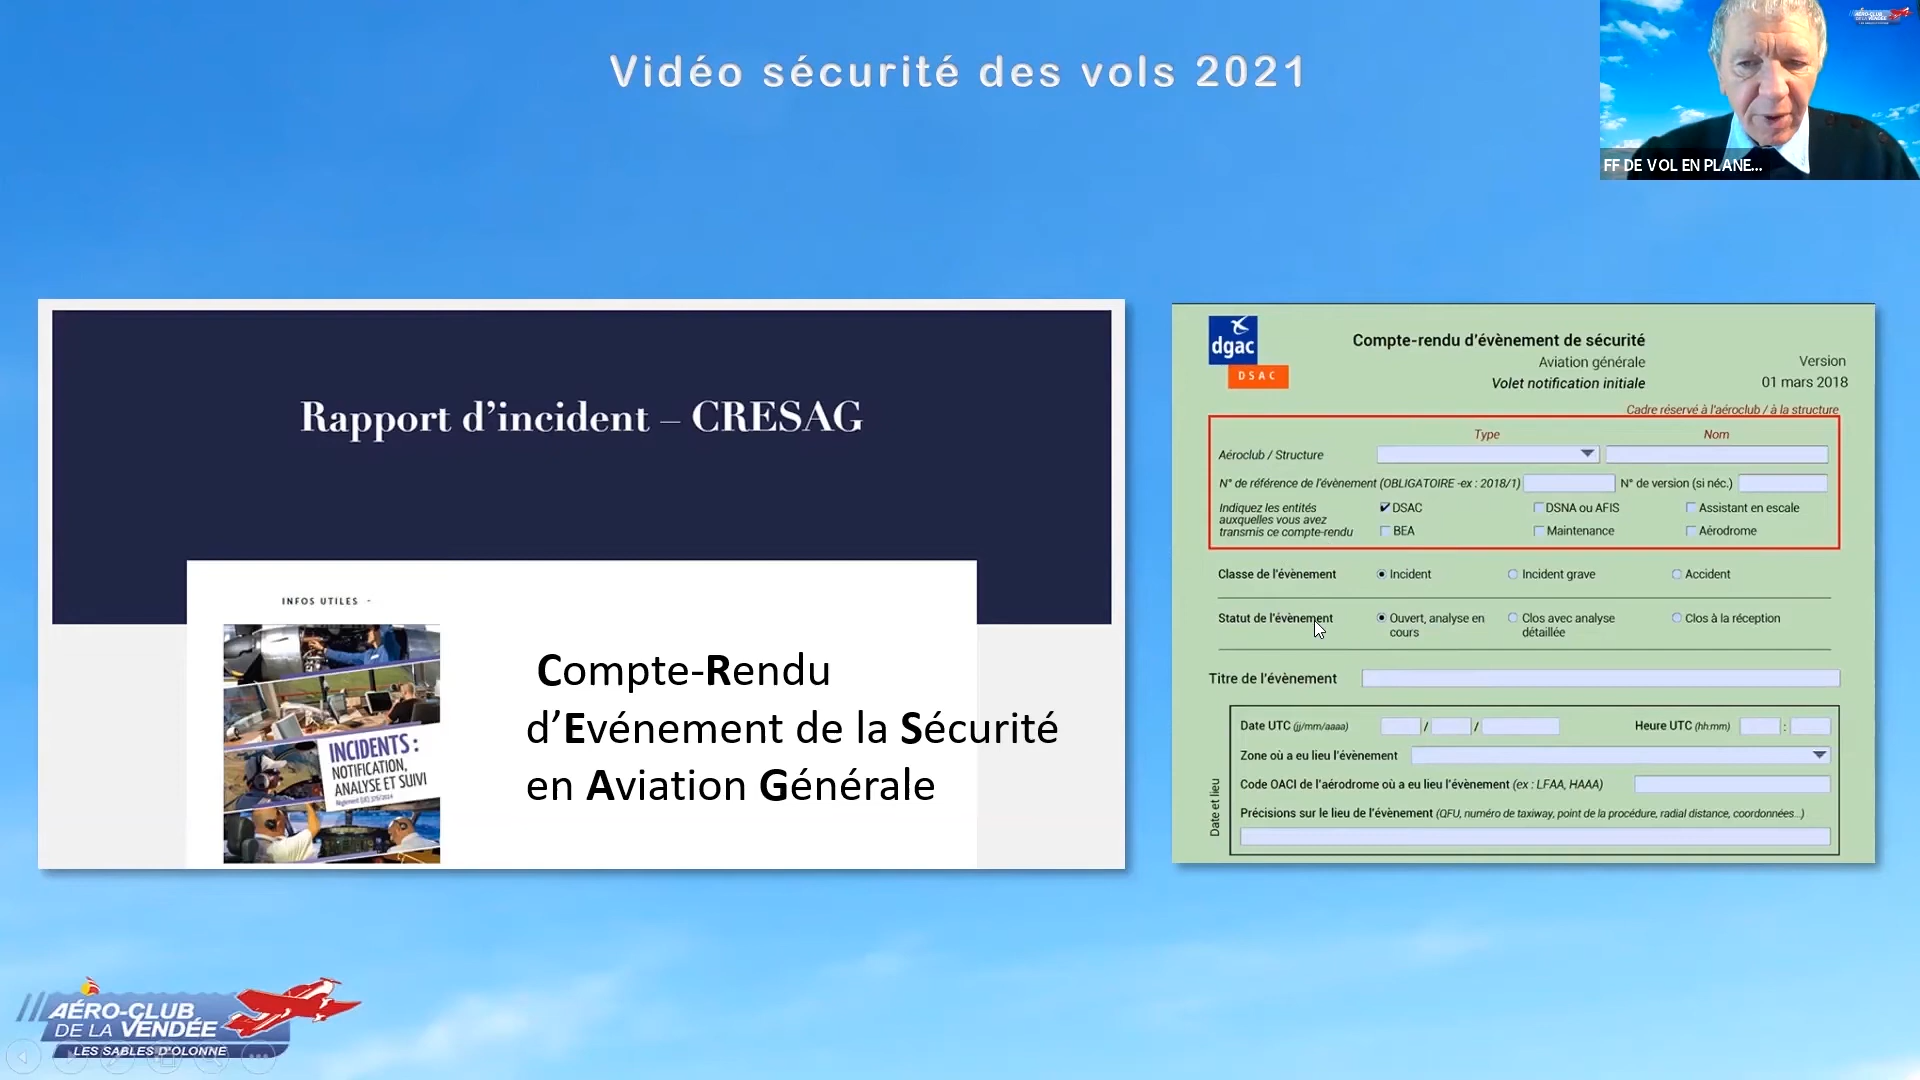 Vidéo sécurité des vols 2021
AÉRO-CLUB
DE LA VENDÉE
FF DE VOL EN PLANE...
Rapport d'incident – CRESAG
INFOS UTILES -
INCIDENTS :
NOTIFICATION,
ANALYSE ET SUIVI
Compte-Rendu
d'Evénement de la Sécurité
en Aviation Générale
dgac
DSAC
Compte-rendu d'évènement de sécurité
Aviation générale
Volet notification initiale
Version
01 mars 2018
Cadre réservé à l'aéroclub / à la structure
Type Nom
Aéroclub / Structure
N° de référence de l'évènement (OBLIGATOIRE -ex : 2018/1) N° de version (si néc.)
Indiquez les entités
auxquelles vous avez
transmis ce compte-rendu
DSAC DSNA ou AFIS Assistant en escale
BEA Maintenance Aérodrome
Classe de l'évènement Incident Incident grave Accident
Statut de l'évènement Ouvert, analyse en Clos avec analyse Clos à la réception
cours détaillée
Titre de l'évènement
Date et lieu
Date UTC (jj/mm/aaaa) / / Heure UTC (hh:mm) :
Zone où a eu lieu l'évènement
Code OACI de l'aérodrome où a eu lieu l'évènement (ex : LFAA, HAAA)
Précisions sur le lieu de l'évènement (QFU, numéro de taxiway, point de la procédure, radial distance, coordonnées...)
AÉRO-CLUB
DE LA VENDÉE
LES SABLES D'OLONNE